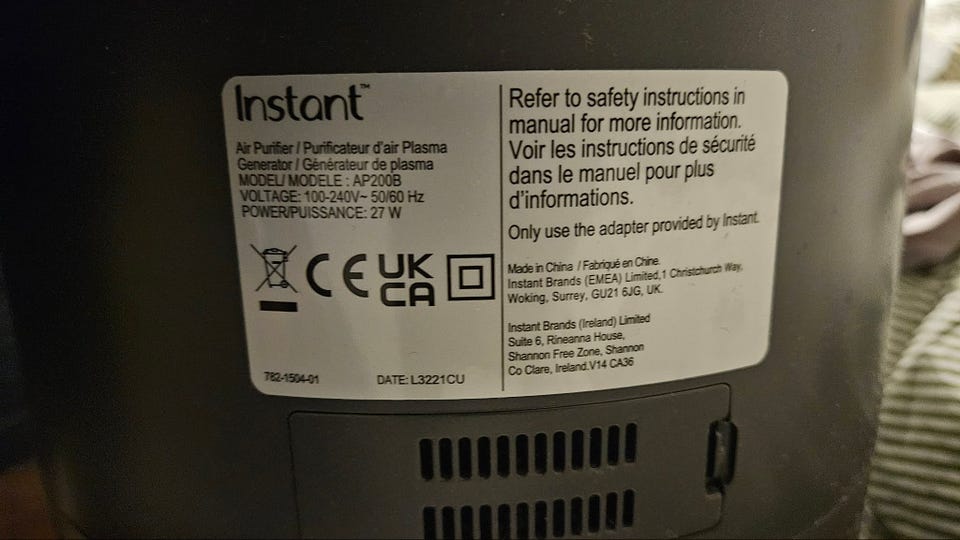 Instant™
Air Purifier / Purificateur d'air Plasma
Generator / Générateur de plasma
MODEL/ MODELE : AP200B
VOLTAGE: 100-240V~ 50/60 Hz
POWER/PUISSANCE: 27 W
CE UK
CA
782-1504-01 DATE: L3221CU
Refer to safety instructions in
manual for more information.
Voir les instructions de sécurité
dans le manuel pour plus
d'informations.
Only use the adapter provided by Instant.
Made in China / Fabriqué en Chine.
Instant Brands (EMEA) Limited,1 Christchurch Way,
Woking, Surrey, GU21 6JG, UK.
Instant Brands (Ireland) Limited
Suite 6, Rineanna House,
Shannon Free Zone, Shannon
Co Clare, Ireland.V14 CA36